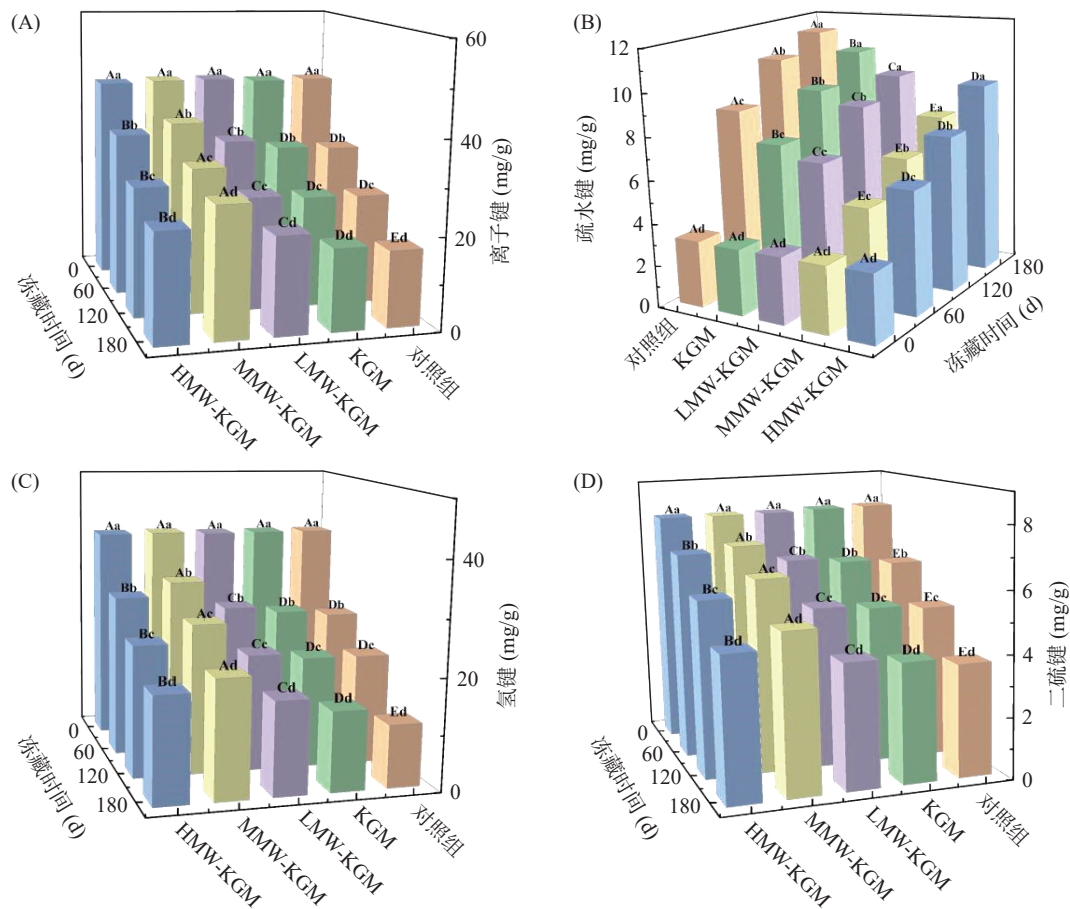 (A)
Aa Aa Aa Aa Aa
Bb Ab Cb Db Db
Bc Ac Cc Dc Dc
Bd Ad Cd Dd Ed
60
40
20
0
离子键 (mg/g)
0
60
120
180
冻藏时间 (d)
HMW-KGM
MMW-KGM
LMW-KGM
KGM
对照组
(B)
12
10
8
6
4
2
0
疏水键 (mg/g)
Aa Ba Ca Ea Da
Ab Bb Cb Eb Db
Ac Bc Cc Ec Dc
Ad Ad Ad Ad Ad
对照组
KGM
LMW-KGM
MMW-KGM
HMW-KGM
0
60
120
180
冻藏时间 (d)
(C)
Aa Aa Aa Aa Aa
Bb Ab Cb Db Db
Bc Ac Cc Dc Dc
Bd Ad Cd Dd Ed
40
20
0
氢键 (mg/g)
0
60
120
180
冻藏时间 (d)
HMW-KGM
MMW-KGM
LMW-KGM
KGM
对照组
(D)
Aa Aa Aa Aa Aa
Bb Ab Cb Db Eb
Bc Ac Cc Dc Ec
Bd Ad Cd Dd Ed
8
6
4
2
0
二硫键 (mg/g)
0
60
120
180
冻藏时间 (d)
HMW-KGM
MMW-KGM
LMW-KGM
KGM
对照组